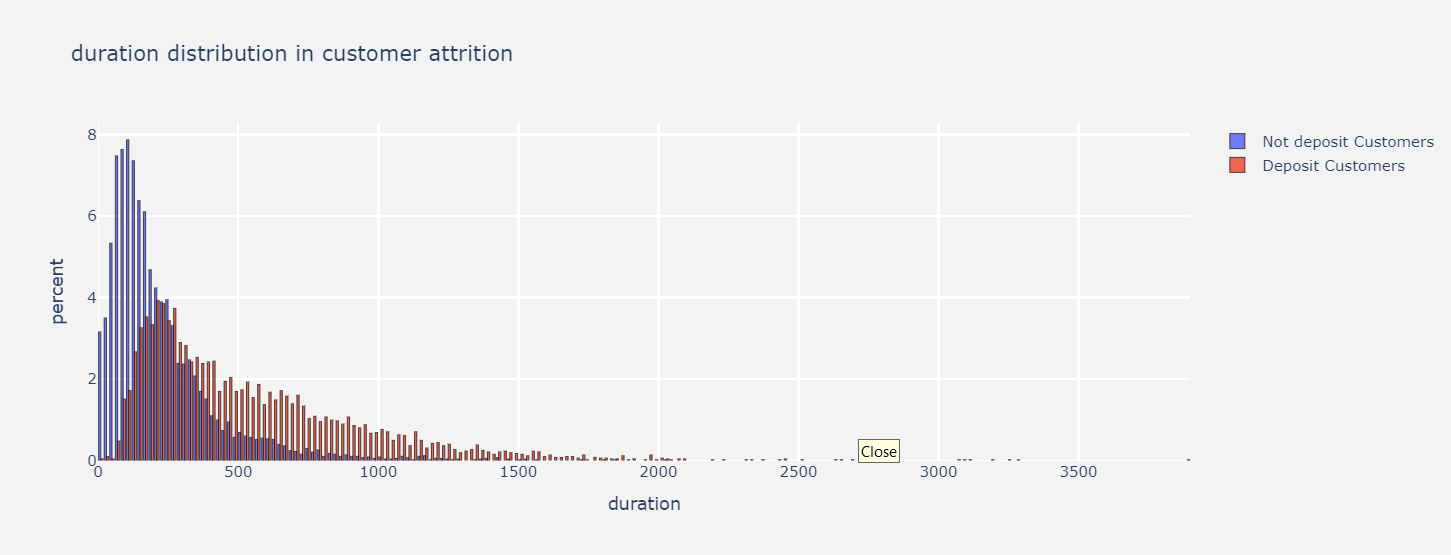 duration distribution in customer attrition
8
6
4
2
0
percent
0 500 1000 1500 2000 2500 3000 3500
duration
Not deposit Customers
Deposit Customers
Close